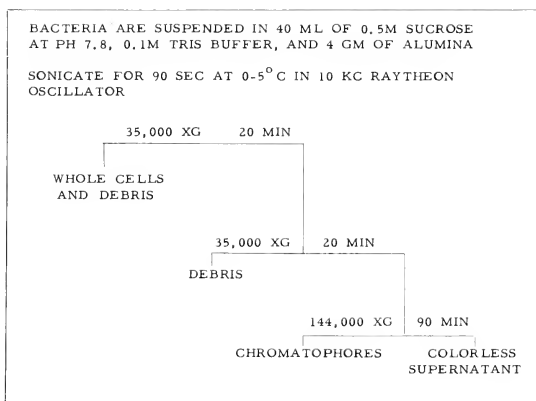 BACTERIA ARE SUSPENDED IN 40 ML OF 0.5M SUCROSE
AT PH 7.8, 0.1M TRIS BUFFER, AND 4 GM OF ALUMINA
SONICATE FOR 90 SEC AT 0-5° C IN 10 KC RAYTHEON
OSCILLATOR
35,000 XG 20 MIN
WHOLE CELLS
AND DEBRIS
35,000 XG 20 MIN
DEBRIS
144,000 XG 90 MIN
CHROMATOPHORES COLORLESS
SUPERNATANT